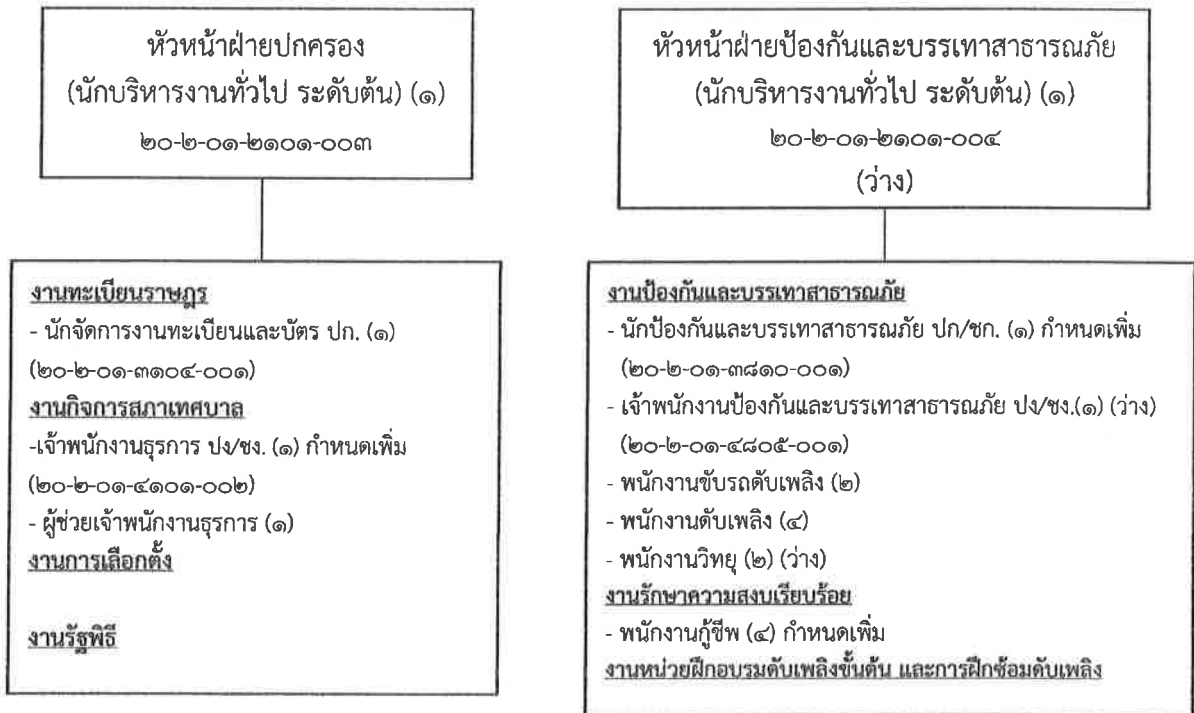 หัวหน้าฝ่ายปกครอง
(นักบริหารงานทั่วไป ระดับต้น) (๑)
๒๐-๒-๐๑-๒๑๐๑-๐๐๓
งานทะเบียนราษฎร
- นักจัดการงานทะเบียนและบัตร ปก. (๑)
(๒๐-๒-๐๑-๓๑๐๔-๐๐๑)
งานกิจการสภาเทศบาล
-เจ้าพนักงานธุรการ ปง/ชง. (๑) กำหนดเพิ่ม
(๒๐-๒-๐๑-๔๑๐๑-๐๐๒)
- ผู้ช่วยเจ้าพนักงานธุรการ (๑)
งานการเลือกตั้ง
งานรัฐพิธี
หัวหน้าฝ่ายป้องกันและบรรเทาสาธารณภัย
(นักบริหารงานทั่วไป ระดับต้น) (๑)
๒๐-๒-๐๑-๒๑๐๑-๐๐๔
(ว่าง)
งานป้องกันและบรรเทาสาธารณภัย
- นักป้องกันและบรรเทาสาธารณภัย ปก/ชก. (๑) กำหนดเพิ่ม
(๒๐-๒-๐๑-๓๘๑๐-๐๐๑)
- เจ้าพนักงานป้องกันและบรรเทาสาธารณภัย ปง/ชง.(๑) (ว่าง)
(๒๐-๒-๐๑-๔๘๐๕-๐๐๑)
- พนักงานขับรถดับเพลิง (๒)
- พนักงานดับเพลิง (๔)
- พนักงานวิทยุ (๒) (ว่าง)
งานรักษาความสงบเรียบร้อย
- พนักงานกู้ชีพ (๔) กำหนดเพิ่ม
งานหน่วยฝึกอบรมดับเพลิงขั้นต้น และการฝึกซ้อมดับเพลิง